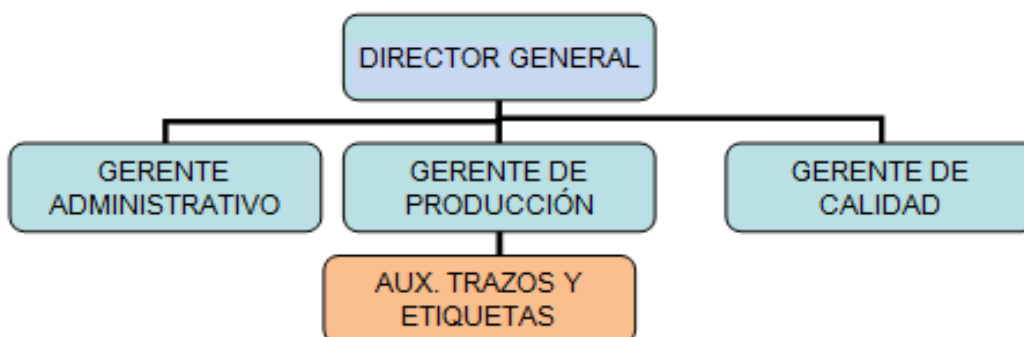 DIRECTOR GENERAL
GERENTE
ADMINISTRATIVO
GERENTE DE
PRODUCCIÓN
GERENTE DE
CALIDAD
AUX. TRAZOS Y
ETIQUETAS